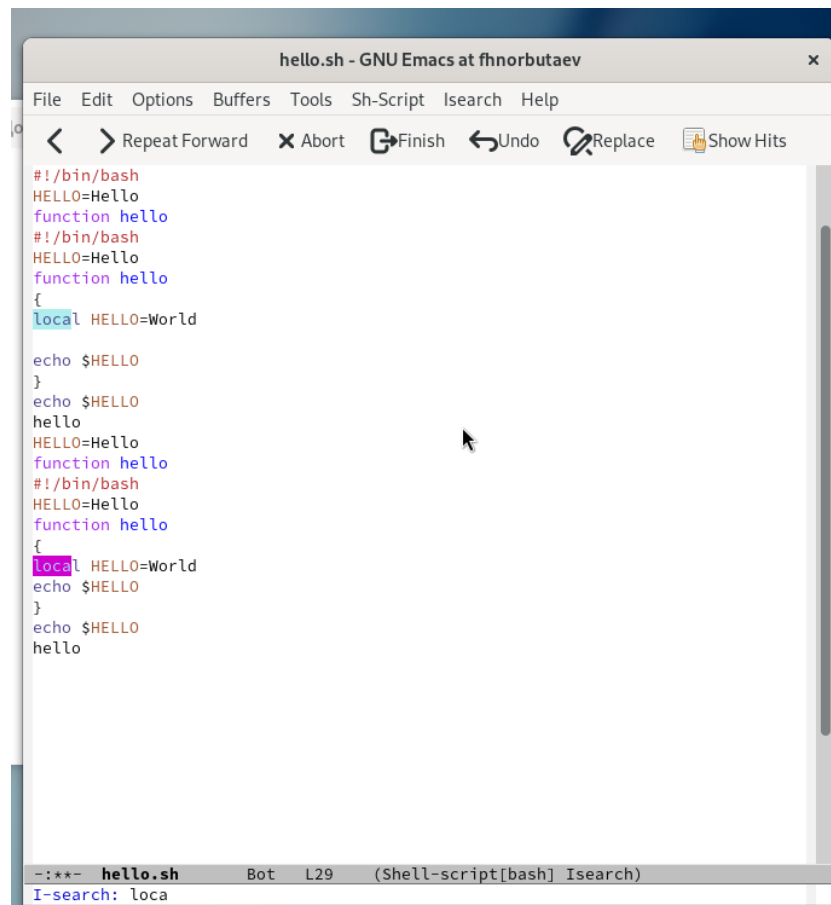 hello.sh - GNU Emacs at fhnorbutaev
File Edit Options Buffers Tools Sh-Script Isearch Help
Repeat Forward Abort Finish Undo Replace Show Hits
#!/bin/bash
HELLO=Hello
function hello
#!/bin/bash
HELLO=Hello
function hello
{
local HELLO=World
echo $HELLO
}
echo $HELLO
hello
HELLO=Hello
function hello
#!/bin/bash
HELLO=Hello
function hello
{
local HELLO=World
echo $HELLO
}
echo $HELLO
hello
-:**- hello.sh Bot L29 (Shell-script[bash] Isearch)
I-search: loca